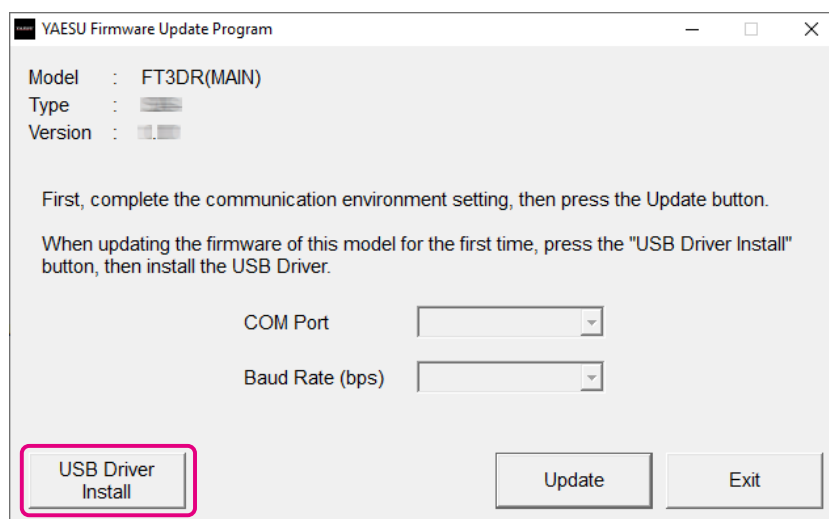 YAESU Firmware Update Program
Model : FT3DR(MAIN)
Type :
Version :
First, complete the communication environment setting, then press the Update button.
When updating the firmware of this model for the first time, press the "USB Driver Install"
button, then install the USB Driver.
COM Port
Baud Rate (bps)
USB Driver
Install
Update
Exit